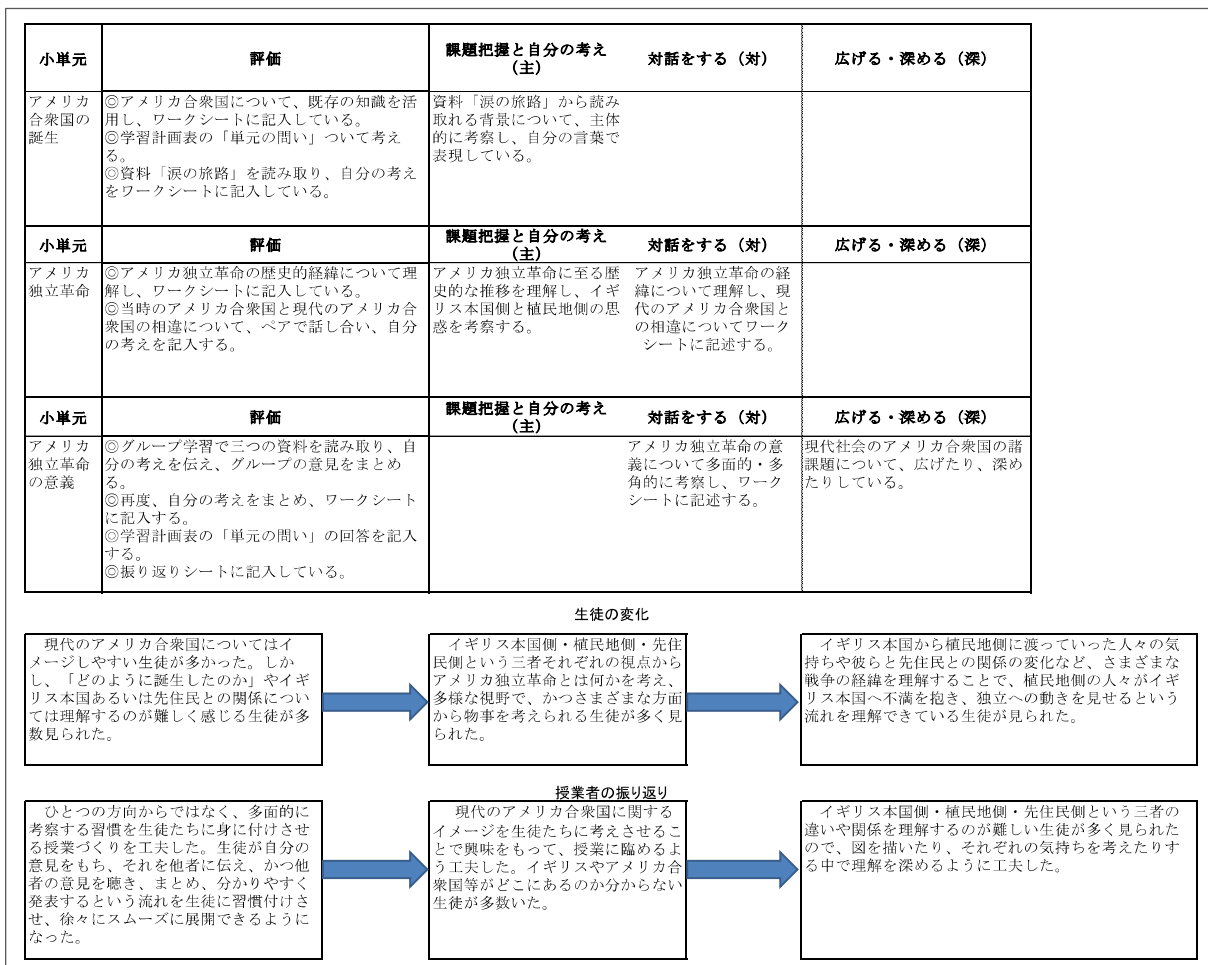 小単元
評価
課題把握と自分の考え
（主）
対話をする（対）
広げる・深める（深）
アメリカ
合衆国の
誕生
◎アメリカ合衆国について、既存の知識を活
用し、ワークシートに記入している。
◎学習計画表の「単元の問い」ついて考え
る。
◎資料「涙の旅路」を読み取り、自分の考え
をワークシートに記入している。
資料「涙の旅路」から読み
取れる背景について、主体
的に考察し、自分の言葉で
表現している。
小単元
評価
課題把握と自分の考え
（主）
対話をする（対）
広げる・深める（深）
アメリカ
独立革命
◎アメリカ独立革命の歴史的経緯について理
解し、ワークシートに記入している。
◎当時のアメリカ合衆国と現代のアメリカ合
衆国の相違について、ペアで話し合い、自分
の考えを記入する。
アメリカ独立革命に至る歴
史的な推移を理解し、イギ
リス本国側と植民地側の思
惑を考察する。
アメリカ独立革命の経
緯について理解し、現
代のアメリカ合衆国と
の相違についてワーク
シートに記述する。
小単元
評価
課題把握と自分の考え
（主）
対話をする（対）
広げる・深める（深）
アメリカ
独立革命
の意義
◎グループ学習で三つの資料を読み取り、自
分の考えを伝え、グループの意見をまとめ
る。
◎再度、自分の考えをまとめ、ワークシート
に記入する。
◎学習計画表の「単元の問い」の回答を記入
する。
◎振り返りシートに記入している。
アメリカ独立革命の意
義について多面的・多
角的に考察し、ワーク
シートに記述する。
現代社会のアメリカ合衆国の諸
課題について、広げたり、深め
たりしている。
生徒の変化
現代のアメリカ合衆国についてはイ
メージしやすい生徒が多かった。しか
し、「どのように誕生したのか」やイギ
リス本国あるいは先住民との関係につい
ては理解するのが難しく感じる生徒が多
数見られた。
イギリス本国側・植民地側・先住
民側という三者それぞれの視点から
アメリカ独立革命とは何かを考え、
多様な視野で、かつさまざまな方面
から物事を考えられる生徒が多く見
られた。
イギリス本国から植民地側に渡っていった人々の気
持ちや彼らと先住民との関係の変化など、さまざまな
戦争の経緯を理解することで、植民地側の人々がイギ
リス本国へ不満を抱き、独立への動きを見せるという
流れを理解できている生徒が見られた。
授業者の振り返り
ひとつの方向からではなく、多面的に
考察する習慣を生徒たちに身に付けさせ
る授業づくりを工夫した。生徒が自分の
意見をもち、それを他者に伝え、かつ他
者の意見を聴き、まとめ、分かりやすく
発表するという流れを生徒に習慣付けさ
せ、徐々にスムーズに展開できるように
なった。
現代のアメリカ合衆国に関する
イメージを生徒たちに考えさせるこ
とで興味をもって、授業に臨めるよ
う工夫した。イギリスやアメリカ合
衆国等がどこにあるのか分からない
生徒が多数いた。
イギリス本国側・植民地側・先住民側という三者の
違いや関係を理解するのが難しい生徒が多く見られた
ので、図を描いたり、それぞれの気持ちを考えたりす
る中で理解を深めるように工夫した。